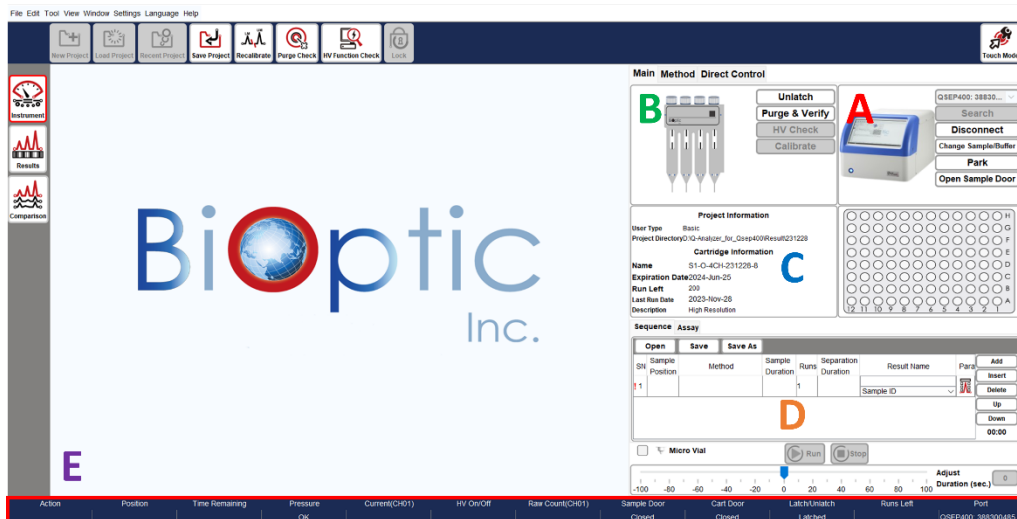 File Edit Tool View Window Settings Language Help
New Project Load Project Recent Project Save Project Recalibrate Purge Check HV Function Check Lock Touch Mode
Instrument
Results
Comparison
BiOptic
Inc.
Main Method Direct Control
B
Unlatch
Purge & Verify
HV Check
Calibrate
A
QSEP400: 38830...
Search
Disconnect
Change Sample/Buffer
Park
Open Sample Door
Project Information
User Type Basic
Project Directory D:\Q-Analyzer_for_Qsep400\Result\231228
Cartridge Information
Name S1-O-4CH-231228-8
Expiration Date 2024-Jun-25
Run Left 200
Last Run Date 2023-Nov-28
Description High Resolution
C
H
G
F
E
D
C
B
A
12 11 10 9 8 7 6 5 4 3 2 1
Sequence Assay
Open Save Save As
SN Sample Position Method Sample Duration Runs Separation Duration Result Name Para
! 1 1 Sample ID
Add
Insert
Delete
Up
Down
00:00
D
Micro Vial Run Stop
-100 -80 -60 -40 -20 0 20 40 60 80 100
Adjust
Duration (sec.) 0
E
Action Position Time Remaining Pressure Current(CH01) HV On/Off Raw Count(CH01) Sample Door Cart Door Latch/Unlatch Runs Left Port
OK Closed Closed Latched QSEP400: 388300485